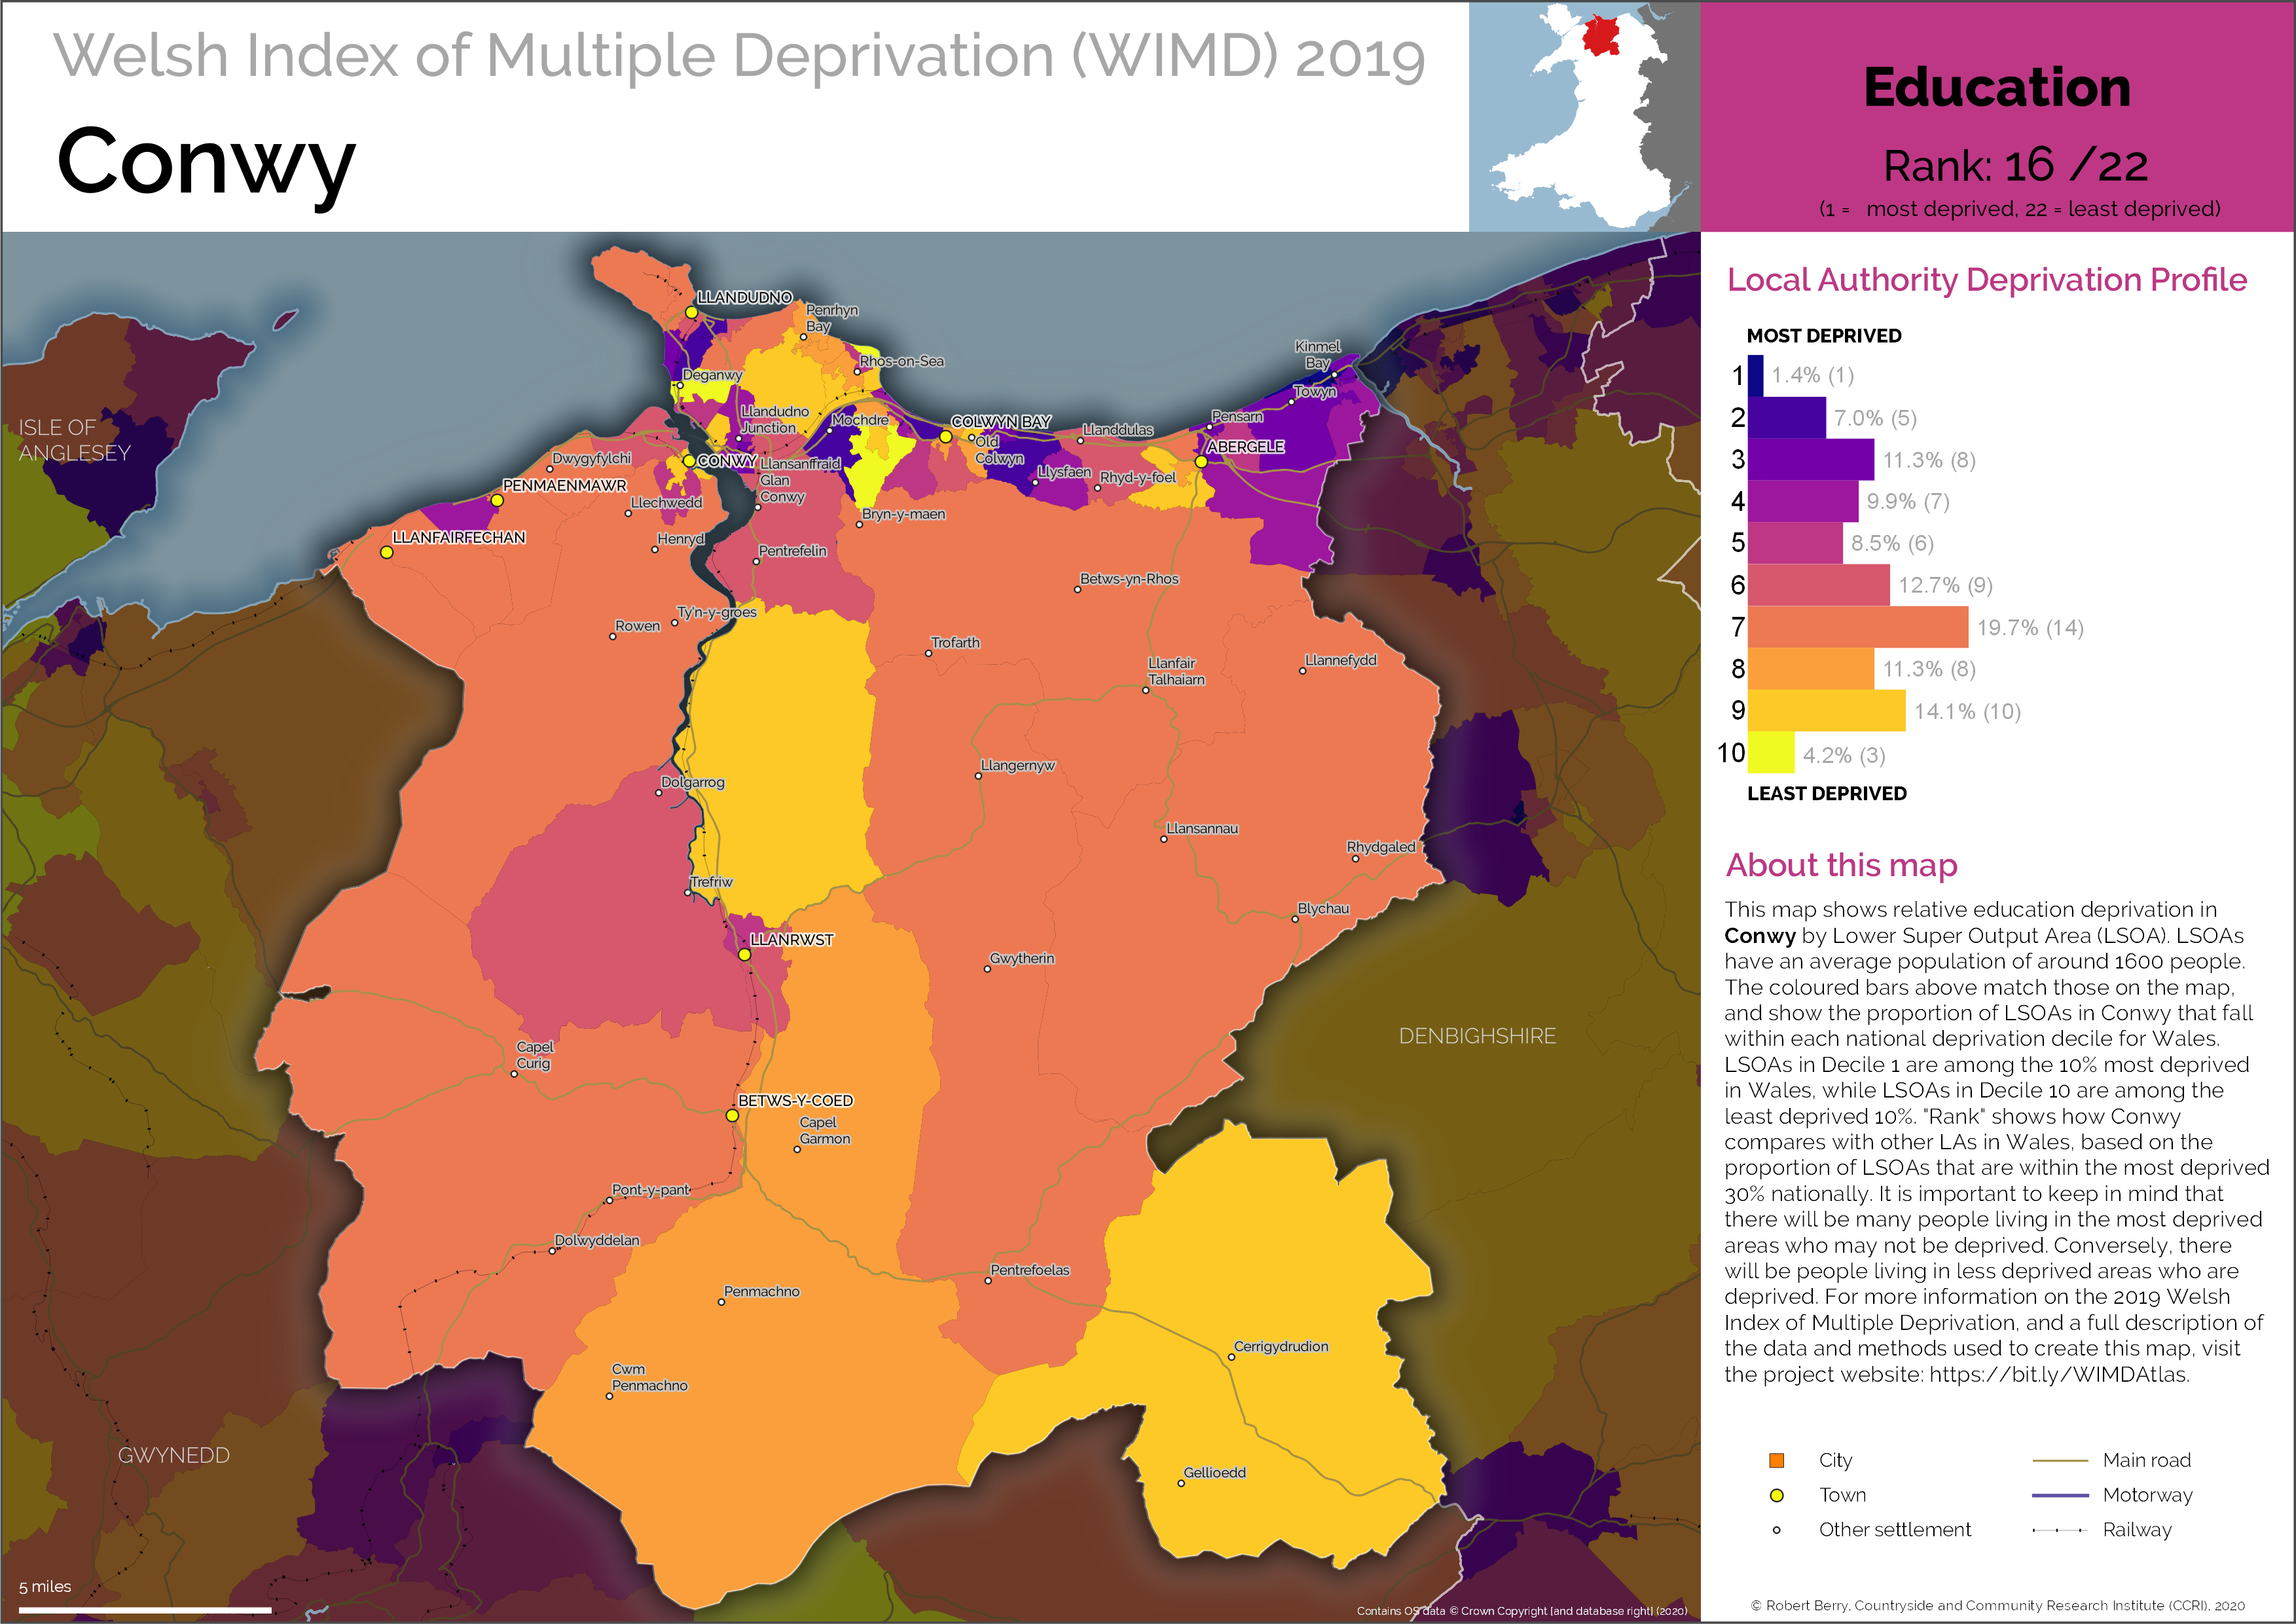 Welsh Index of Multiple Deprivation (WIMD) 2019
Conwy
Education
Rank: 16 /22
(1 = most deprived, 22 = least deprived)
Local Authority Deprivation Profile
MOST DEPRIVED
1 1.4% (1)
2 7.0% (5)
3 11.3% (8)
4 9.9% (7)
5 8.5% (6)
6 12.7% (9)
7 19.7% (14)
8 11.3% (8)
9 14.1% (10)
10 4.2% (3)
LEAST DEPRIVED
About this map
This map shows relative education deprivation in
Conwy by Lower Super Output Area (LSOA). LSOAs
have an average population of around 1600 people.
The coloured bars above match those on the map,
and show the proportion of LSOAs in Conwy that fall
within each national deprivation decile for Wales.
LSOAs in Decile 1 are among the 10% most deprived
in Wales, while LSOAs in Decile 10 are among the
least deprived 10%. "Rank" shows how Conwy
compares with other LAs in Wales, based on the
proportion of LSOAs that are within the most deprived
30% nationally. It is important to keep in mind that
there will be many people living in the most deprived
areas who may not be deprived. Conversely, there
will be people living in less deprived areas who are
deprived. For more information on the 2019 Welsh
Index of Multiple Deprivation, and a full description of
the data and methods used to create this map, visit
the project website: https://bit.ly/WIMDAtlas.
City
Town
Other settlement
Main road
Motorway
Railway
© Robert Berry, Countryside and Community Research Institute (CCRI), 2020
LLANDUDNO
Penrhyn
Bay
Rhos-on-Sea
Deganwy
Llandudno
Junction
Mochdre
COLWYN BAY
Old
Colwyn
Llanddulas
Pensarn
Towyn
Kinmel
Bay
ABERGELE
Llysfaen
Rhyd-y-foel
ISLE OF
ANGLESEY
Dwygyfylchi
CONWY
Llansanffraid
Glan
Conwy
PENMAENMAWR
Llechwedd
Bryn-y-maen
LLANFAIRFECHAN
Henryd
Pentrefelin
Betws-yn-Rhos
Ty'n-y-groes
Rowen
Trofarth
Llanfair
Talhaiarn
Llannefydd
Llangernyw
Dolgarrog
Llansannau
Rhydgaled
Trefriw
Blychau
LLANRWST
Gwytherin
DENBIGHSHIRE
Capel
Curig
BETWS-Y-COED
Capel
Garmon
Pont-y-pant
Dolwyddelan
Pentrefoelas
Penmachno
Cerrigydrudion
Cwm
Penmachno
GWYNEDD
Gellioedd
5 miles
Contains OS data © Crown Copyright [and database right] (2020)